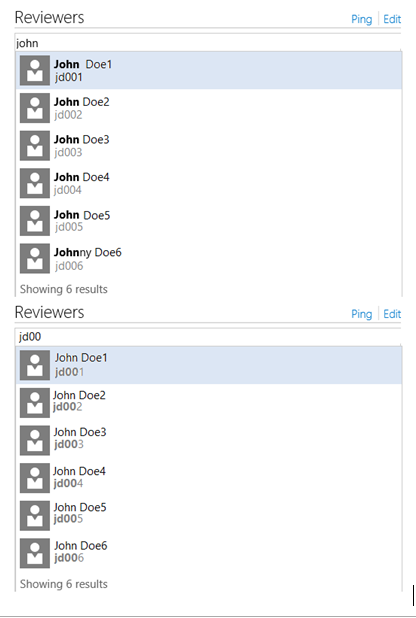 Reviewers Ping Edit
john
John Doe1
jd001
John Doe2
jd002
John Doe3
jd003
John Doe4
jd004
John Doe5
jd005
Johnny Doe6
jd006
Showing 6 results
Reviewers Ping Edit
jd00
John Doe1
jd001
John Doe2
jd002
John Doe3
jd003
John Doe4
jd004
John Doe5
jd005
John Doe6
jd006
Showing 6 results